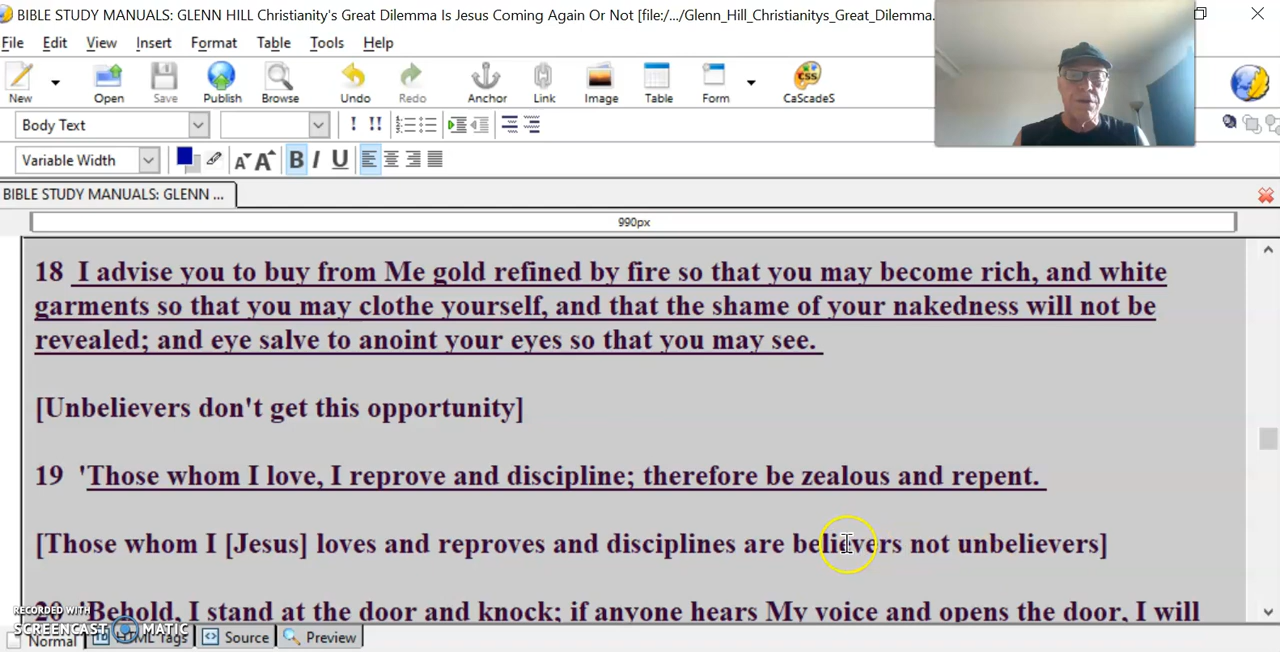 BIBLE STUDY MANUALS: GLENN HILL Christianity's Great Dilemma Is Jesus Coming Again Or Not [file:/.../Glenn_Hill_Christianitys_Great_Dilemma.
File Edit View Insert Format Table Tools Help
New Open Save Publish Browse Undo Redo Anchor Link Image Table Form CaScadeS
Body Text
Variable Width
BIBLE STUDY MANUALS: GLENN ...
990px
18 I advise you to buy from Me gold refined by fire so that you may become rich, and white
garments so that you may clothe yourself, and that the shame of your nakedness will not be
revealed; and eye salve to anoint your eyes so that you may see.
[Unbelievers don't get this opportunity]
19 'Those whom I love, I reprove and discipline; therefore be zealous and repent.
[Those whom I [Jesus] loves and reproves and disciplines are believers not unbelievers]
20 'Behold, I stand at the door and knock; if anyone hears My voice and opens the door, I will
RECORDED WITH
SCREENCAST MATIC
Normal HTML Tags Source Preview